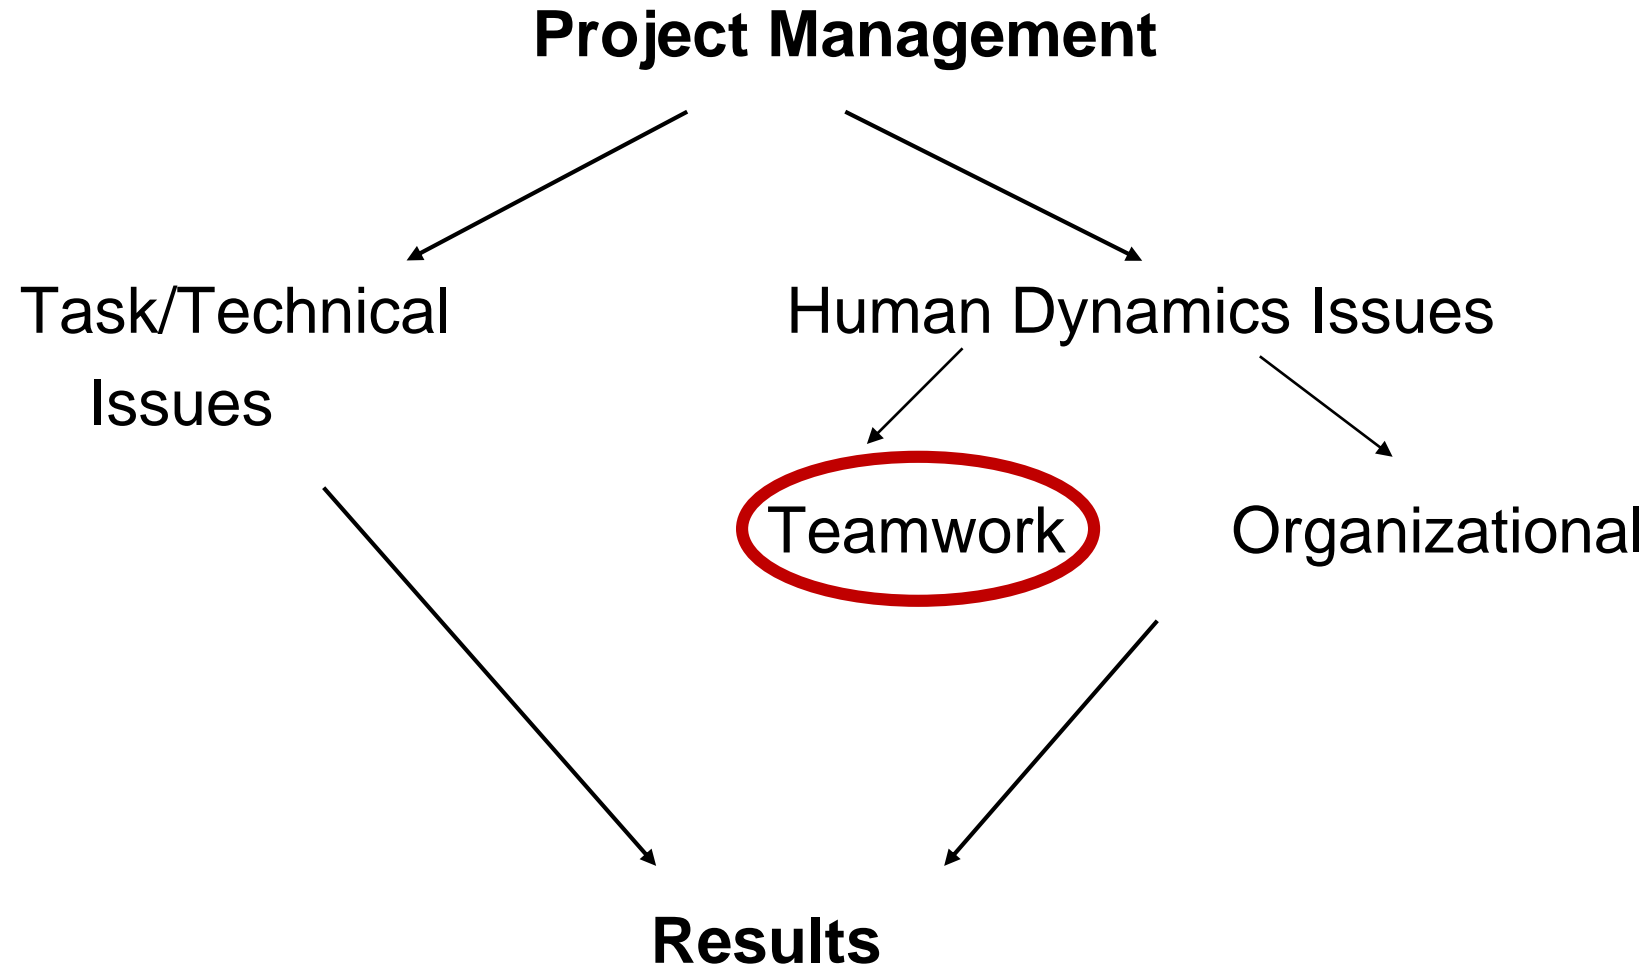 Project Management
Task/Technical
Issues
Human Dynamics Issues
Teamwork
Organizational
Results